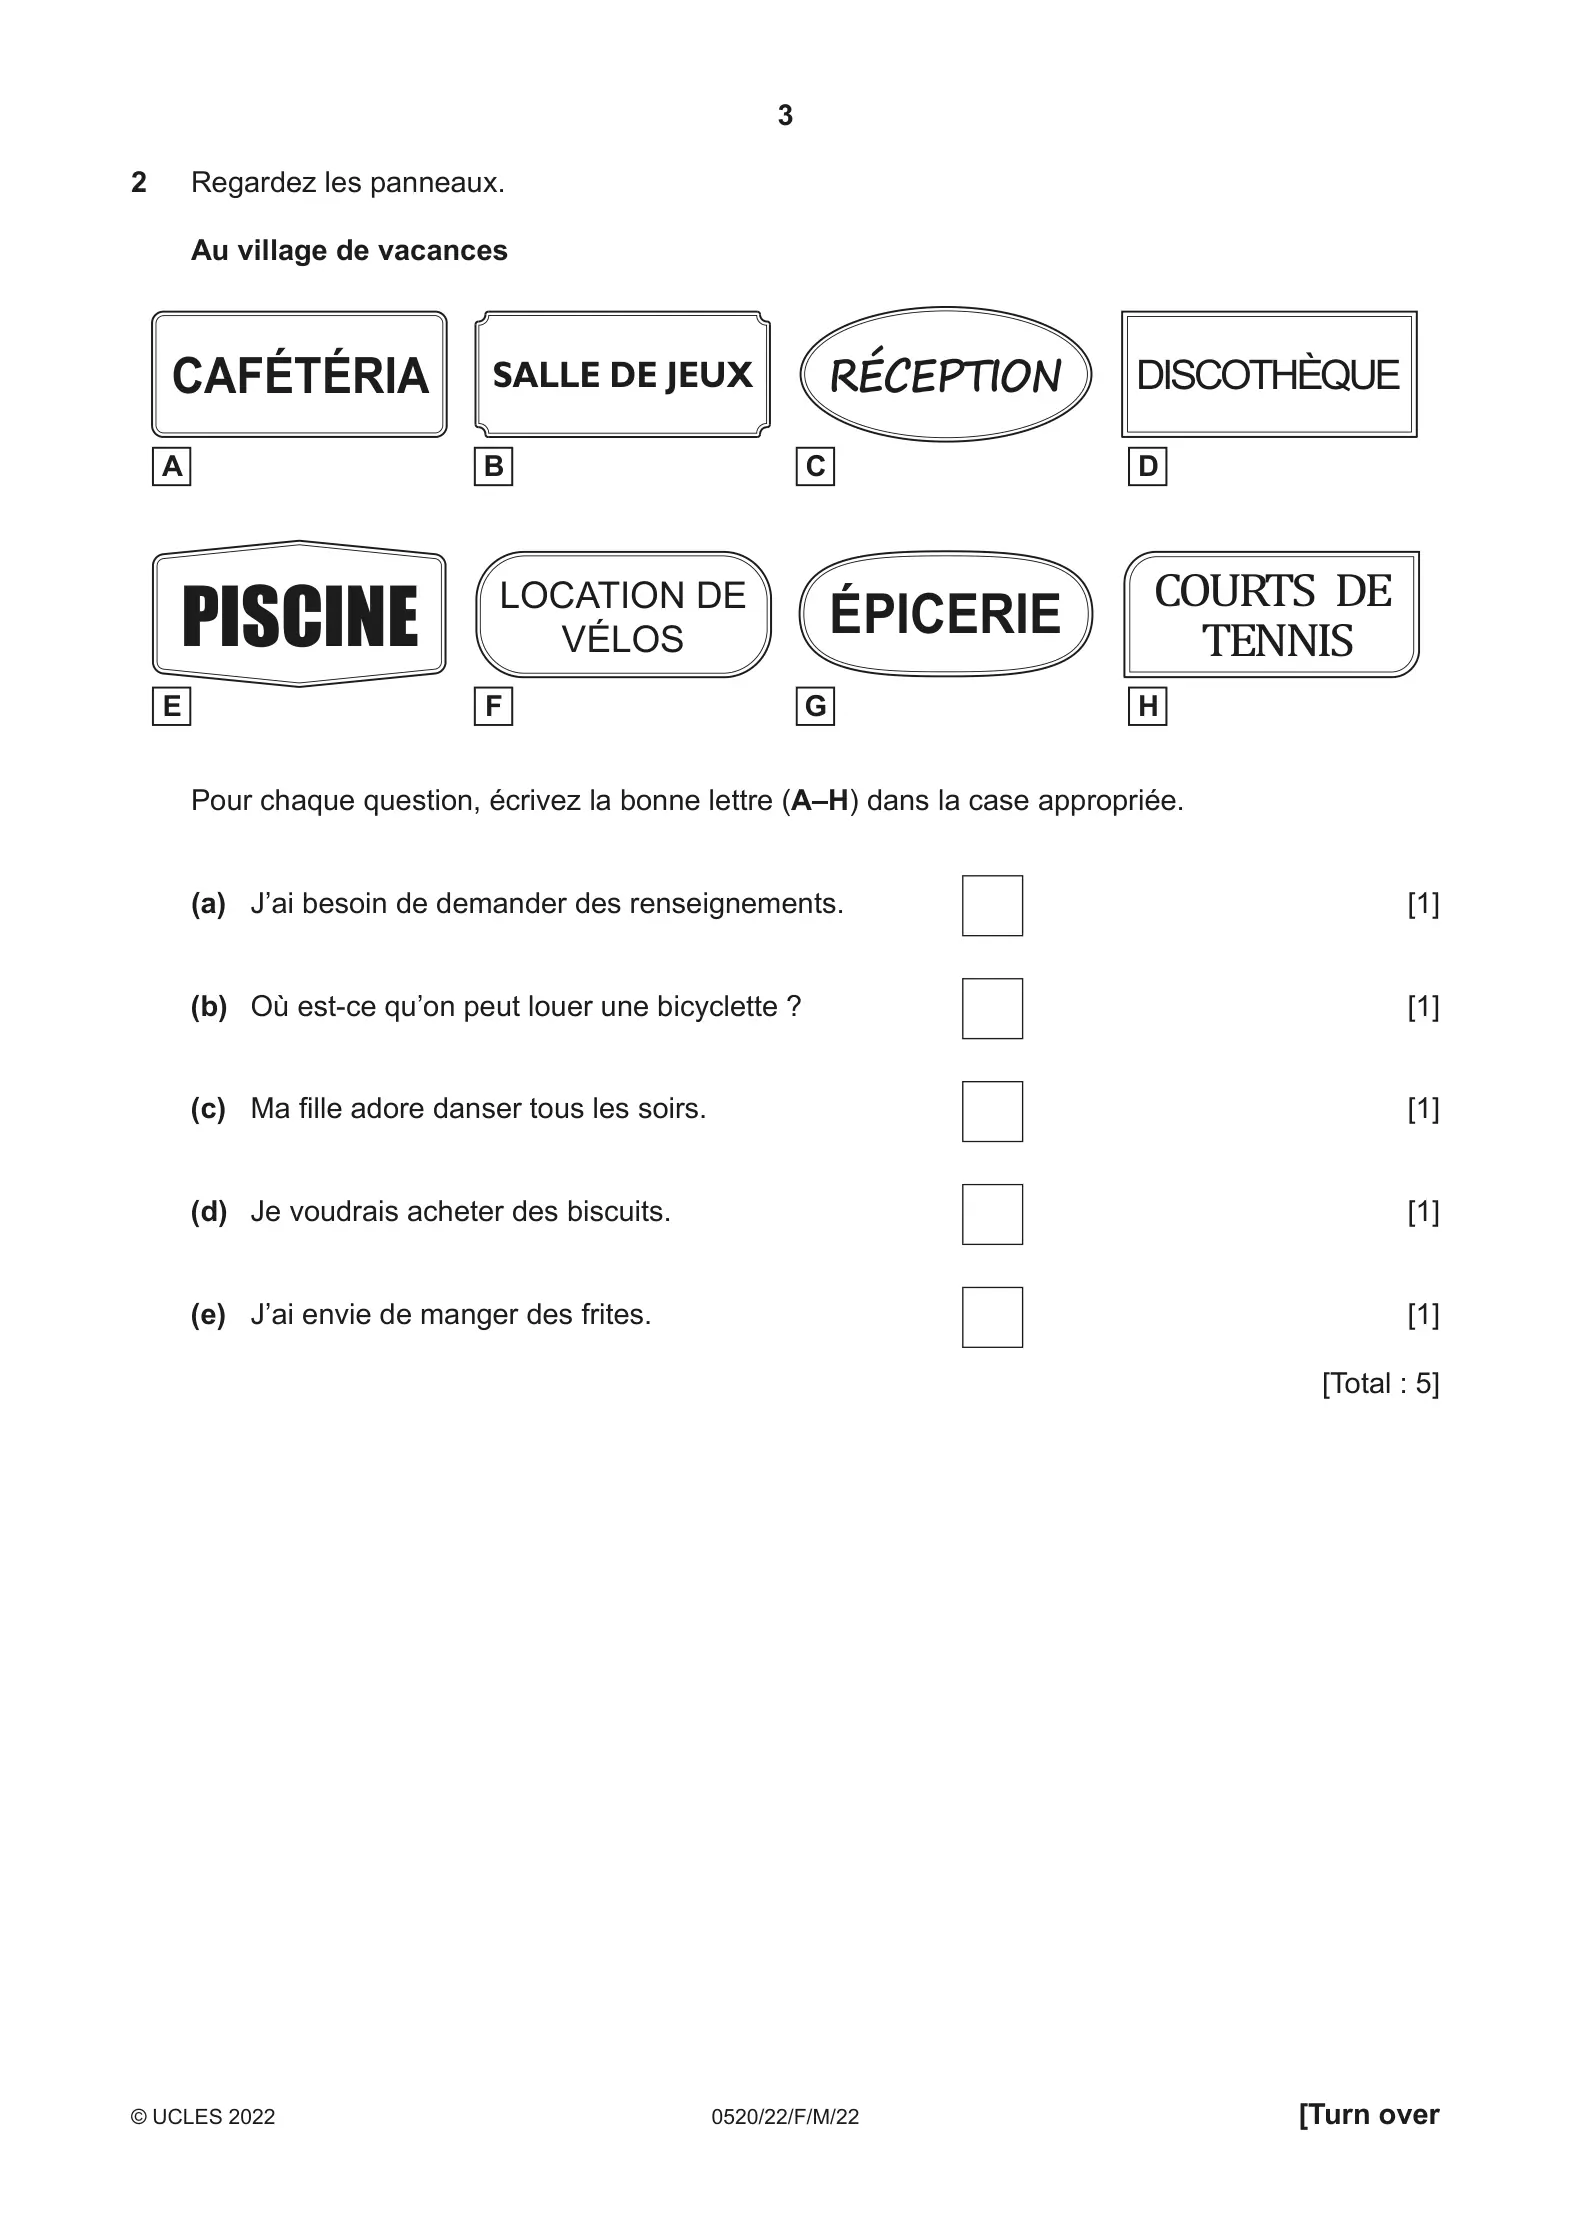 3
2 Regardez les panneaux.
Au village de vacances
CAFÉTÉRIA
SALLE DE JEUX
RÉCEPTION
DISCOTHÈQUE
A
B
C
D
PISCINE
LOCATION DE
VÉLOS
ÉPICERIE
COURTS DE
TENNIS
E
F
G
H
Pour chaque question, écrivez la bonne lettre (A–H) dans la case appropriée.
(a) J’ai besoin de demander des renseignements. [1]
(b) Où est-ce qu’on peut louer une bicyclette ? [1]
(c) Ma fille adore danser tous les soirs. [1]
(d) Je voudrais acheter des biscuits. [1]
(e) J’ai envie de manger des frites. [1]
[Total : 5]
© UCLES 2022 0520/22/F/M/22 [Turn over